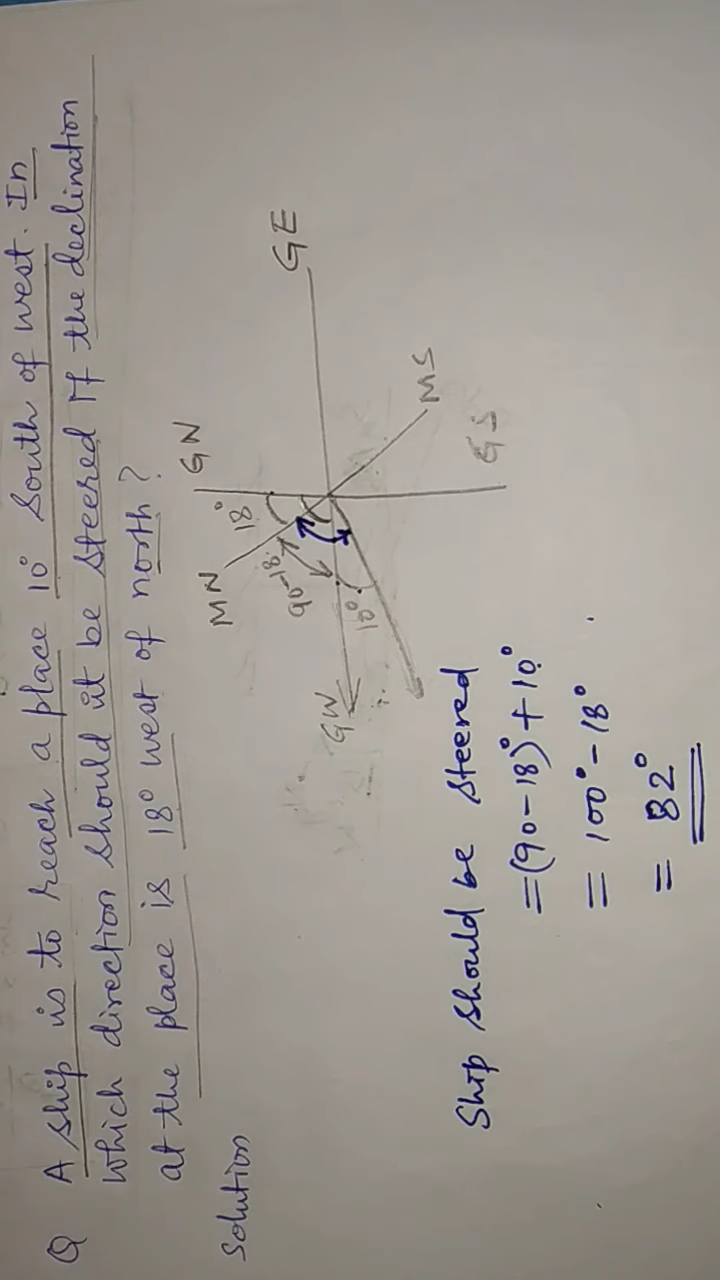 Q A ship is to reach a place 10° South of west. In
which direction should it be steered if the declination
at the place is 18° west of north?
Solution
GN
MN
18°
90-18
GW
10°
GE
MS
GS
Ship should be steered
=(90-18)°+10°
= 100°-18°
= 82°